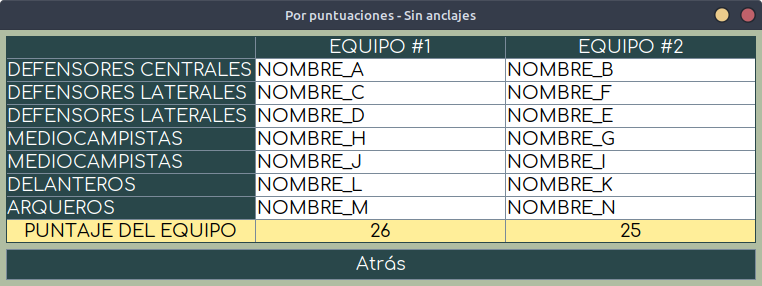 Por puntuaciones - Sin anclajes
EQUIPO #1 EQUIPO #2
DEFENSORES CENTRALES NOMBRE_A NOMBRE_B
DEFENSORES LATERALES NOMBRE_C NOMBRE_F
DEFENSORES LATERALES NOMBRE_D NOMBRE_E
MEDIOCAMPISTAS NOMBRE_H NOMBRE_G
MEDIOCAMPISTAS NOMBRE_J NOMBRE_I
DELANTEROS NOMBRE_L NOMBRE_K
ARQUEROS NOMBRE_M NOMBRE_N
PUNTAJE DEL EQUIPO 26 25
Atrás